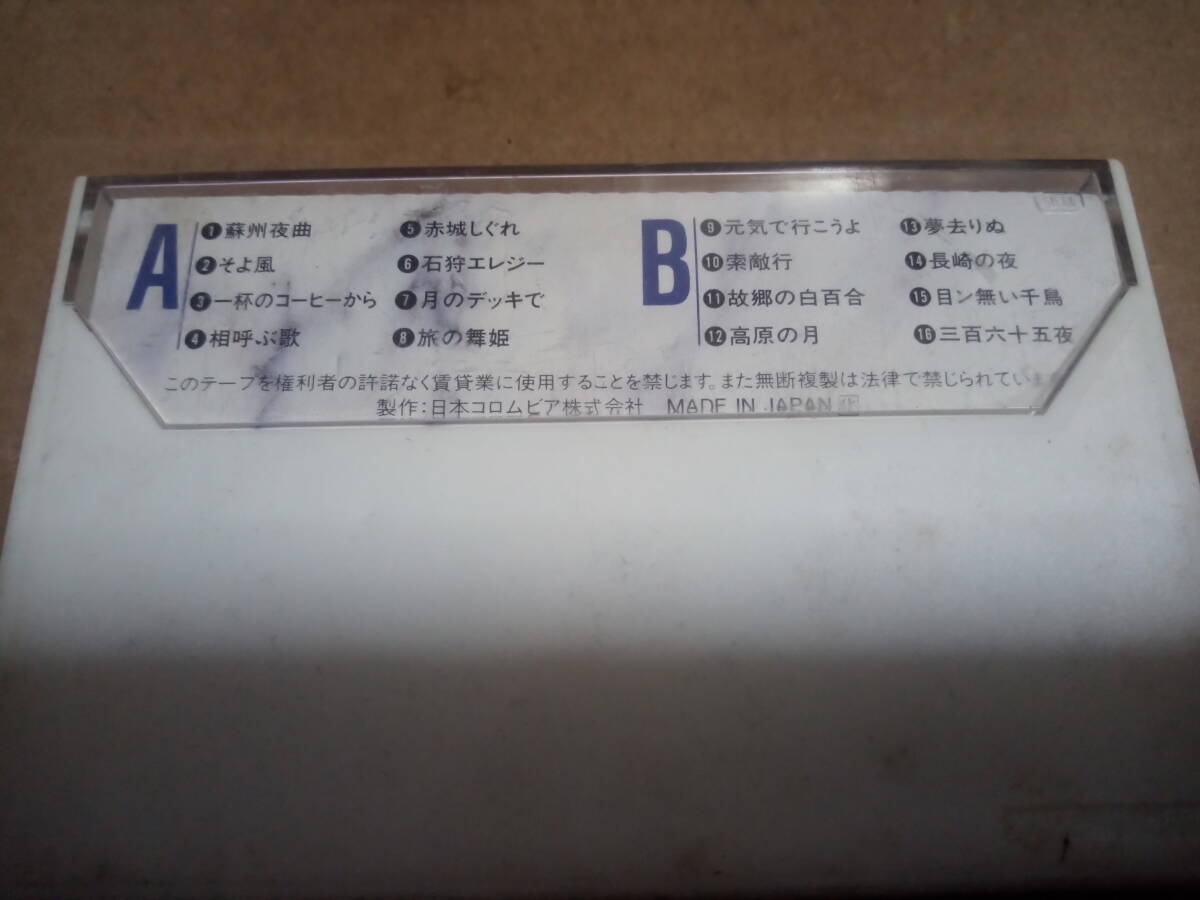 A
❶蘇州夜曲
❷そよ風
❸一杯のコーヒーから
❹相呼ぶ歌
❺赤城しぐれ
❻石狩エレジー
❼月のデッキで
❽旅の舞姫
B
❾元気で行こうよ
❿索敵行
⓫故郷の白百合
⓬高原の月
⓭夢去りぬ
⓮長崎の夜
⓯目ン無い千鳥
⓰三百六十五夜
このテープを権利者の許諾なく賃貸業に使用することを禁じます。また無断複製は法律で禁じられていま
製作:日本コロムビア株式会社 MADE IN JAPAN